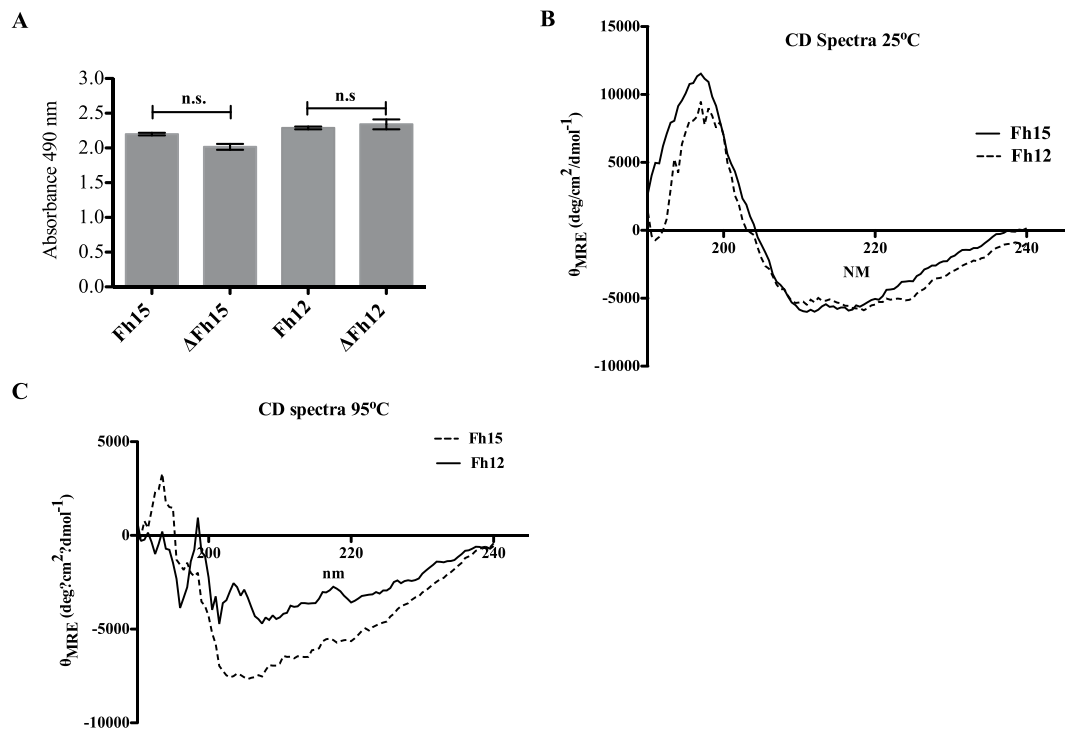 A
Absorbance 490 nm
3.0
2.5
2.0
1.5
1.0
0.5
0.0
n.s.
n.s
Fh15
ΔFh15
Fh12
ΔFh12
B
CD Spectra 25ºC
θMRE (deg/cm²/dmol⁻¹)
15000
10000
5000
0
-5000
-10000
200
220
240
NM
Fh15
Fh12
C
CD spectra 95ºC
θMRE (deg?cm²?dmol⁻¹)
5000
0
-5000
-10000
200
220
240
nm
Fh15
Fh12